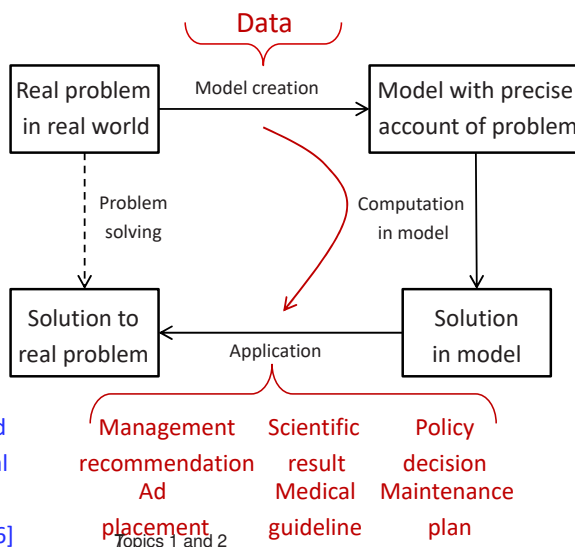 Data
Real problem
in real world
Model creation
Model with precise
account of problem
Problem
solving
Computation
in model
Solution to
real problem
Application
Solution
in model
Management
recommendation
Scientific
result
Policy
decision
Ad
placement
Medical
guideline
Maintenance
plan
6]
Topics 1 and 2